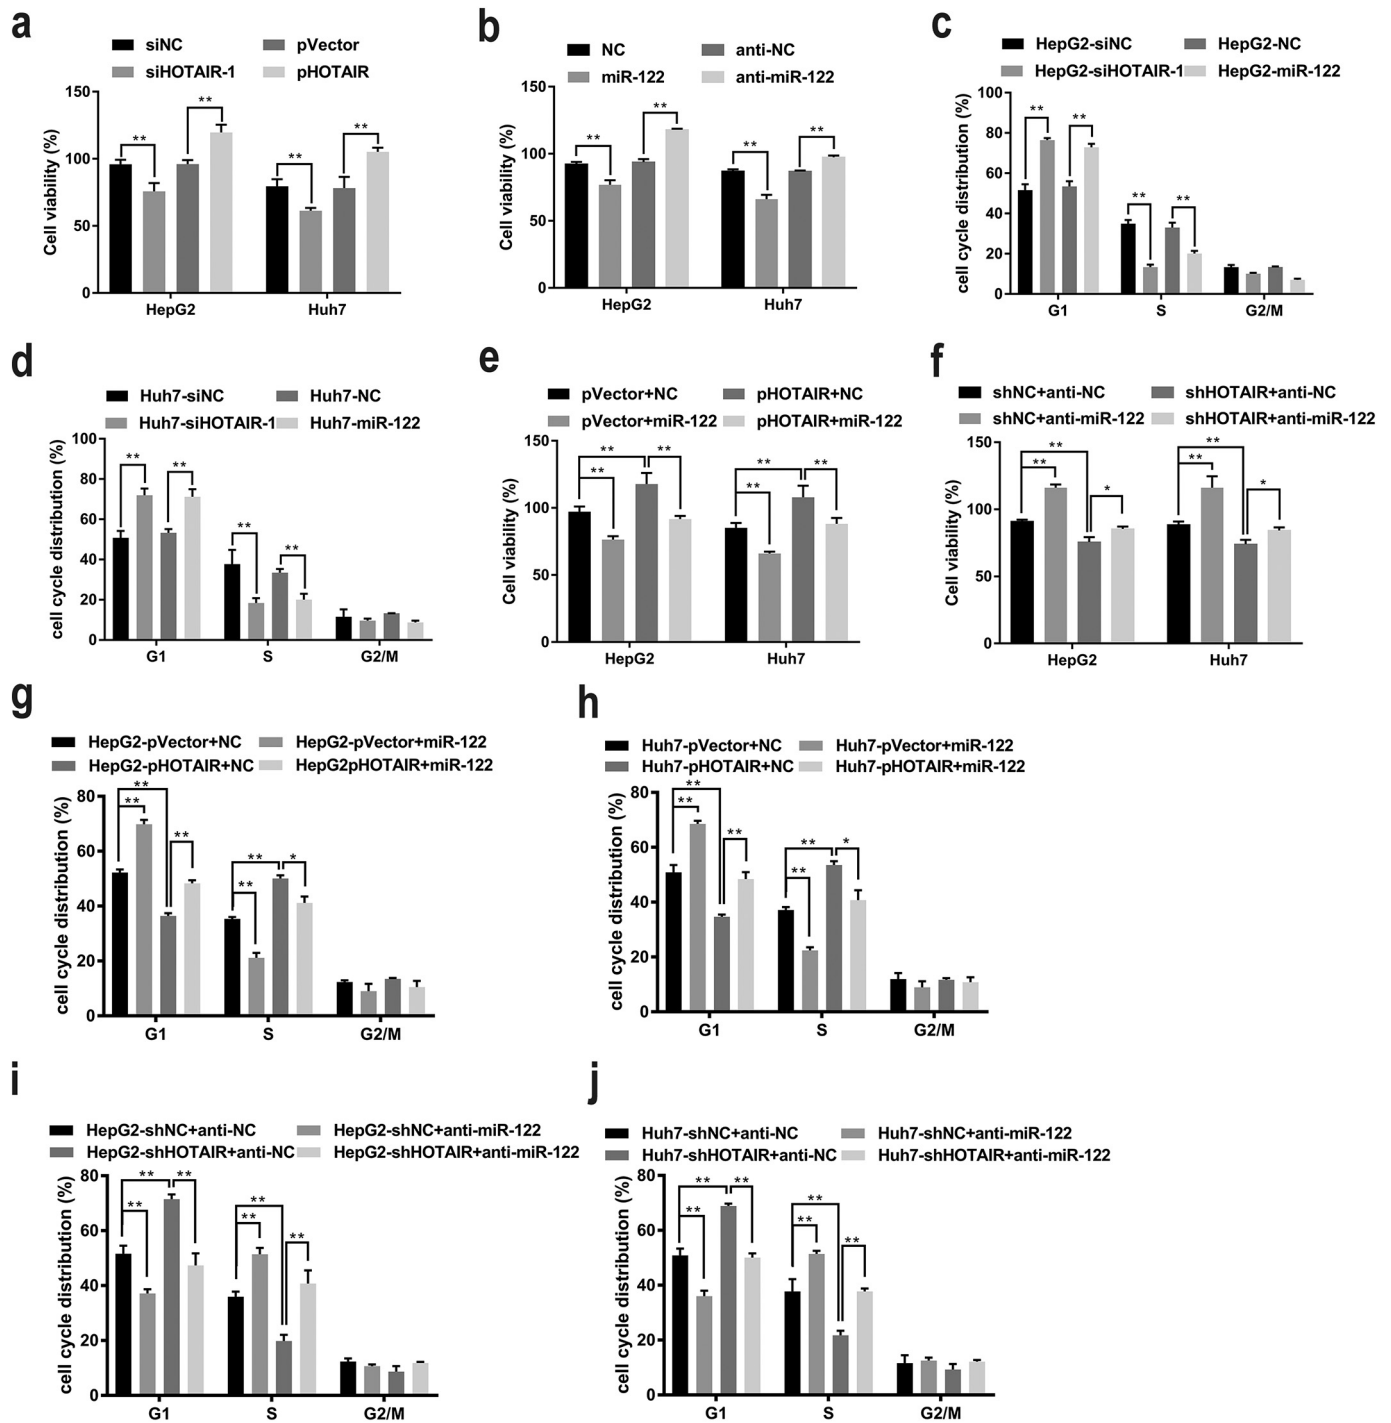 a
siNC
pVector
siHOTAIR-1
pHOTAIR
Cell viability (%)
150
100
50
0
**
**
**
**
HepG2
Huh7
b
NC
anti-NC
miR-122
anti-miR-122
Cell viability (%)
150
100
50
0
**
**
**
**
HepG2
Huh7
c
HepG2-siNC
HepG2-NC
HepG2-siHOTAIR-1
HepG2-miR-122
cell cycle distribution (%)
100
80
60
40
20
0
**
**
**
**
G1
S
G2/M
d
Huh7-siNC
Huh7-NC
Huh7-siHOTAIR-1
Huh7-miR-122
cell cycle distribution (%)
100
80
60
40
20
0
**
**
**
**
G1
S
G2/M
e
pVector+NC
pHOTAIR+NC
pVector+miR-122
pHOTAIR+miR-122
Cell viability (%)
150
100
50
0
**
**
**
**
**
**
HepG2
Huh7
f
shNC+anti-NC
shHOTAIR+anti-NC
shNC+anti-miR-122
shHOTAIR+anti-miR-122
Cell viability (%)
150
100
50
0
**
**
*
**
**
*
HepG2
Huh7
g
HepG2-pVector+NC
HepG2-pVector+miR-122
HepG2-pHOTAIR+NC
HepG2pHOTAIR+miR-122
cell cycle distribution (%)
80
60
40
20
0
**
**
**
**
*
**
G1
S
G2/M
h
Huh7-pVector+NC
Huh7-pVector+miR-122
Huh7-pHOTAIR+NC
Huh7-pHOTAIR+miR-122
cell cycle distribution (%)
80
60
40
20
0
**
**
**
**
*
**
G1
S
G2/M
i
HepG2-shNC+anti-NC
HepG2-shNC+anti-miR-122
HepG2-shHOTAIR+anti-NC
HepG2-shHOTAIR+anti-miR-122
cell cycle distribution (%)
80
60
40
20
0
**
**
**
**
**
**
G1
S
G2/M
j
Huh7-shNC+anti-NC
Huh7-shNC+anti-miR-122
Huh7-shHOTAIR+anti-NC
Huh7-shHOTAIR+anti-miR-122
cell cycle distribution (%)
80
60
40
20
0
**
**
**
**
**
**
G1
S
G2/M